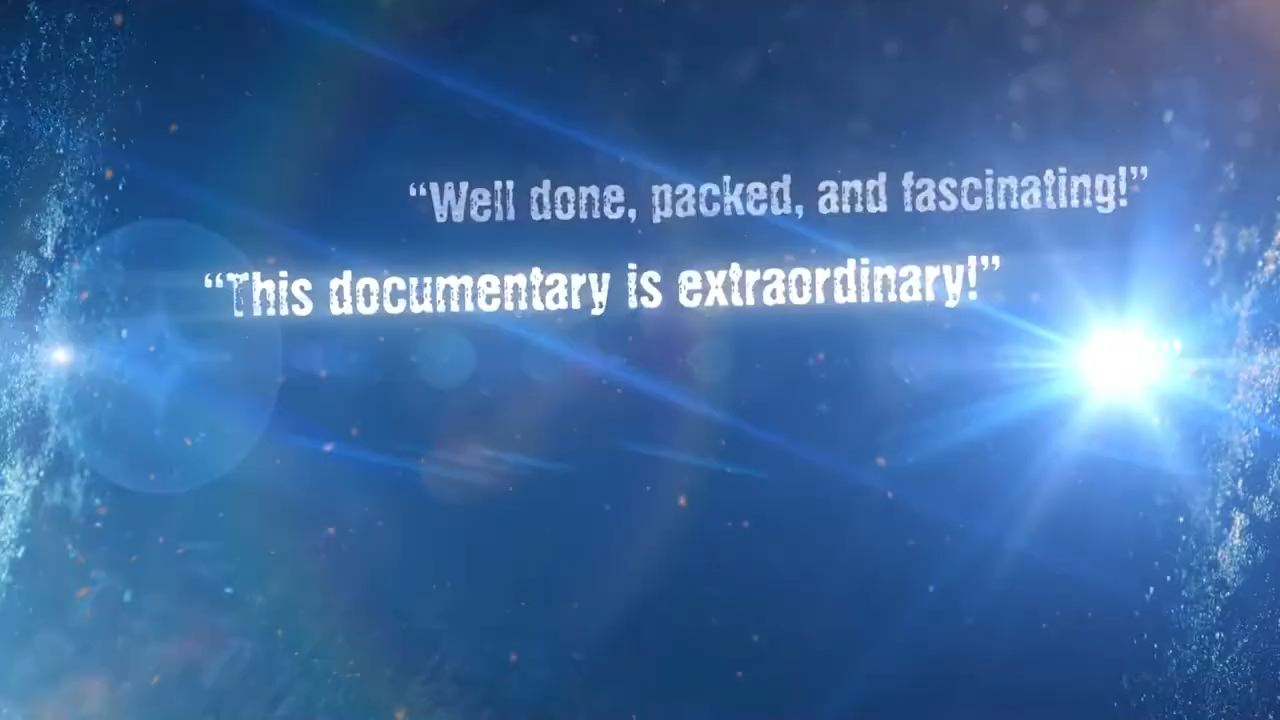 “Well done, packed, and fascinating!”
“This documentary is extraordinary!”